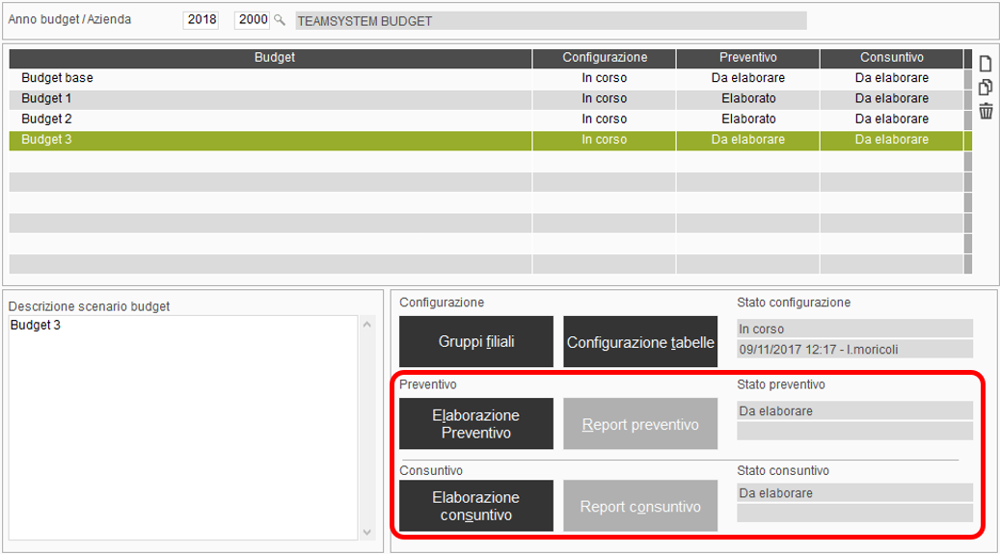 Anno budget / Azienda 2018 2000 TEAMSYSTEM BUDGET
Budget Configurazione Preventivo Consuntivo
Budget base In corso Da elaborare Da elaborare
Budget 1 In corso Elaborato Da elaborare
Budget 2 In corso Elaborato Da elaborare
Budget 3 In corso Da elaborare Da elaborare
Descrizione scenario budget
Budget 3
Configurazione Stato configurazione
Gruppi filiali Configurazione tabelle
In corso
09/11/2017 12:17 - l.moricoli
Preventivo Stato preventivo
Elaborazione
Preventivo
Report preventivo
Da elaborare
Consuntivo Stato consuntivo
Elaborazione
consuntivo
Report consuntivo
Da elaborare